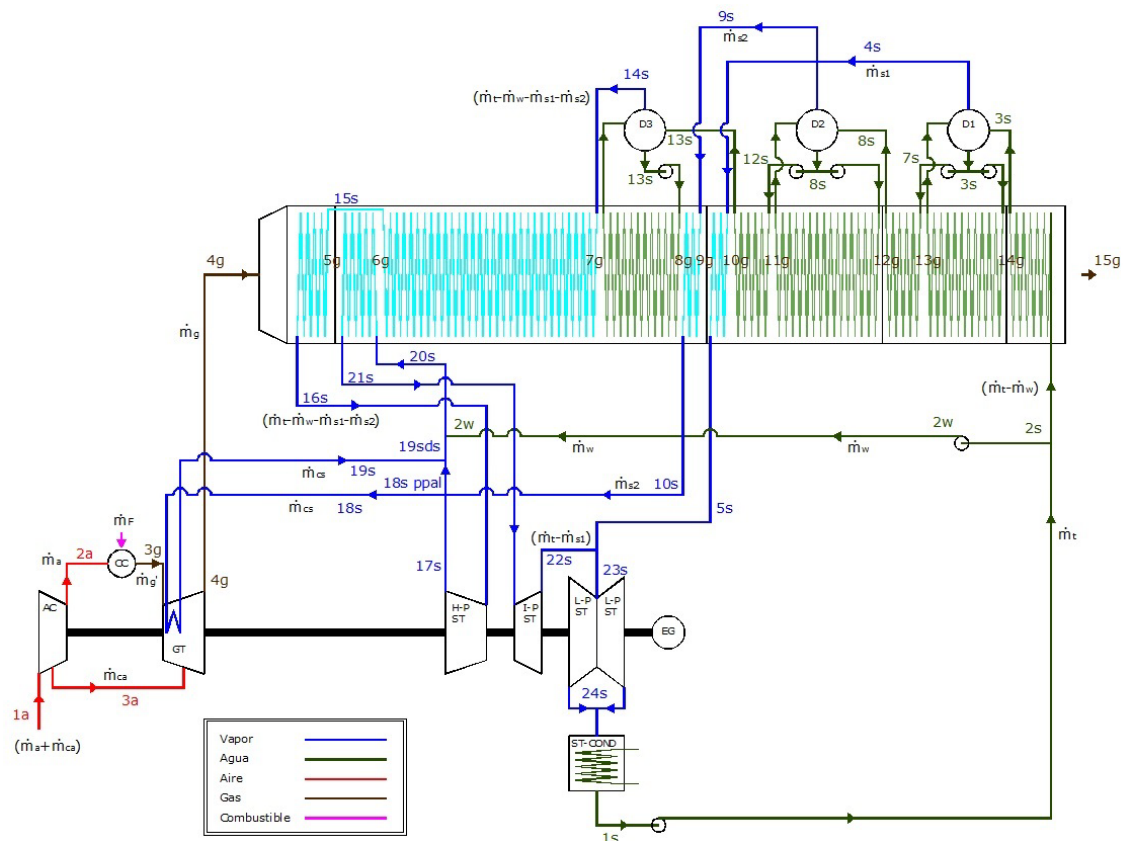 9s
ṁs2
4s
ṁs1
14s
(ṁt-ṁw-ṁs1-ṁs2)
D3
D2
D1
13s
8s
3s
12s
7s
13s
8s
3s
15s
4g
5g
6g
7g
8g
9g
10g
11g
12g
13g
14g
15g
ṁg
20s
21s
16s
(ṁt-ṁw-ṁs1-ṁs2)
(ṁt-ṁw)
2w
2w
2s
19sds
ṁw
ṁw
ṁcs
19s
18s ppal
ṁs2
10s
ṁcs
18s
5s
ṁF
(ṁt-ṁs1)
ṁt
ṁa
2a
CC
3g
ṁg'
17s
22s
23s
4g
AC
GT
H-P
ST
I-P
ST
L-P
ST
L-P
ST
EG
ṁca
3a
1a
(ṁa+ṁca)
24s
ST-COND
Vapor
Agua
Aire
Gas
Combustible
1s